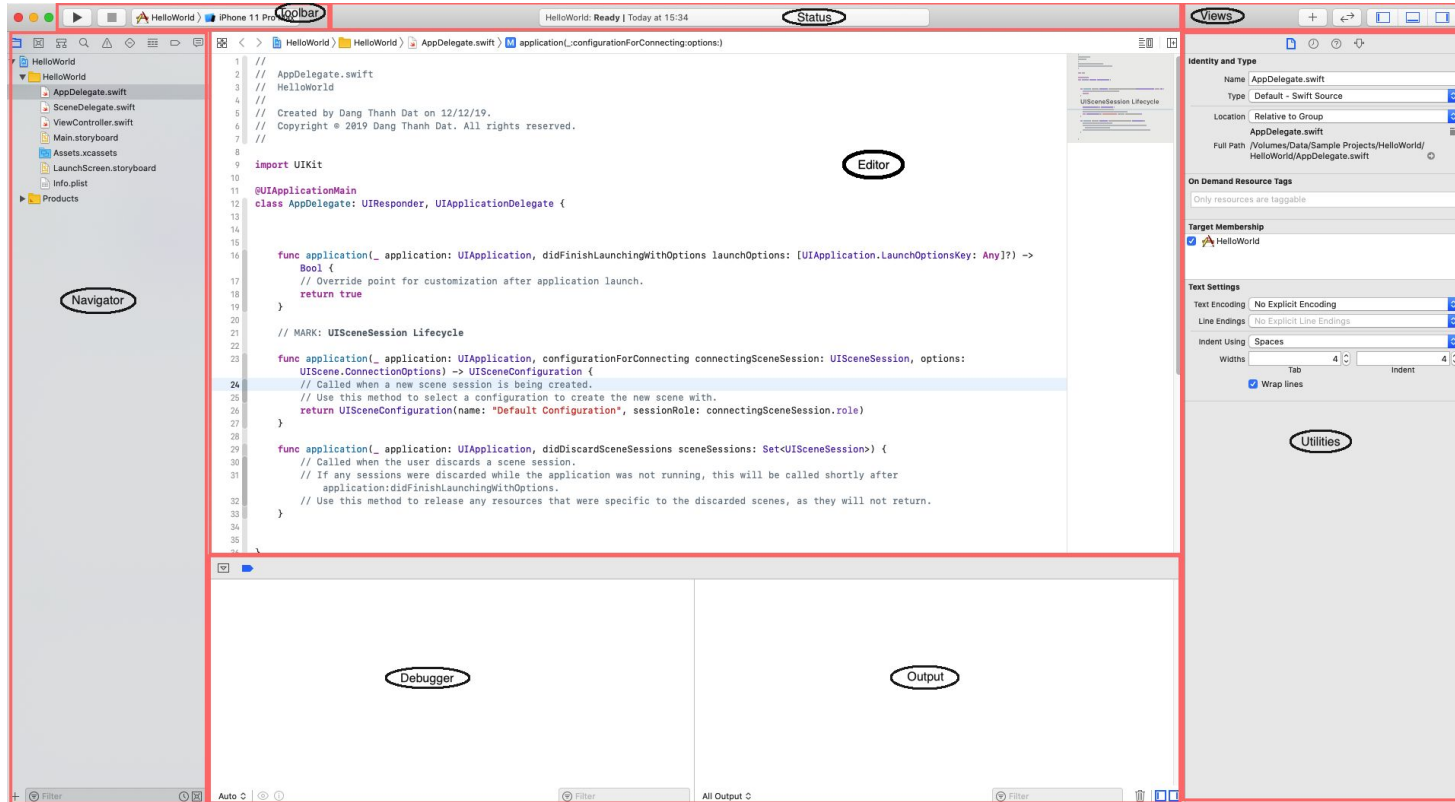 HelloWorld
iPhone 11 Pro
Toolbar
HelloWorld: Ready | Today at 15:34
Status
Views
HelloWorld
HelloWorld
AppDelegate.swift
SceneDelegate.swift
ViewController.swift
Main.storyboard
Assets.xcassets
LaunchScreen.storyboard
Info.plist
Products
Navigator
Filter
HelloWorld
HelloWorld
AppDelegate.swift
M application(_:configurationForConnecting:options:)
1 //
2 // AppDelegate.swift
3 // HelloWorld
4 //
5 // Created by Dang Thanh Dat on 12/12/19.
6 // Copyright © 2019 Dang Thanh Dat. All rights reserved.
7 //
8
9 import UIKit
10
11 @UIApplicationMain
12 class AppDelegate: UIResponder, UIApplicationDelegate {
13
14
15
16 func application(_ application: UIApplication, didFinishLaunchingWithOptions launchOptions: [UIApplication.LaunchOptionsKey: Any]?) ->
Bool {
17 // Override point for customization after application launch.
18 return true
19 }
20
21 // MARK: UISceneSession Lifecycle
22
23 func application(_ application: UIApplication, configurationForConnecting connectingSceneSession: UISceneSession, options:
UIScene.ConnectionOptions) -> UISceneConfiguration {
24 // Called when a new scene session is being created.
25 // Use this method to select a configuration to create the new scene with.
26 return UISceneConfiguration(name: "Default Configuration", sessionRole: connectingSceneSession.role)
27 }
28
29 func application(_ application: UIApplication, didDiscardSceneSessions sceneSessions: Set<UISceneSession>) {
30 // Called when the user discards a scene session.
31 // If any sessions were discarded while the application was not running, this will be called shortly after
application:didFinishLaunchingWithOptions.
32 // Use this method to release any resources that were specific to the discarded scenes, as they will not return.
33 }
34
35
36 }
Editor
UISceneSession Lifecycle
Debugger
Output
Auto
Filter
All Output
Filter
Identity and Type
Name AppDelegate.swift
Type Default - Swift Source
Location Relative to Group
AppDelegate.swift
Full Path /Volumes/Data/Sample Projects/HelloWorld/
HelloWorld/AppDelegate.swift
On Demand Resource Tags
Only resources are taggable
Target Membership
HelloWorld
Text Settings
Text Encoding No Explicit Encoding
Line Endings No Explicit Line Endings
Indent Using Spaces
Widths 4 4
Tab Indent
Wrap lines
Utilities